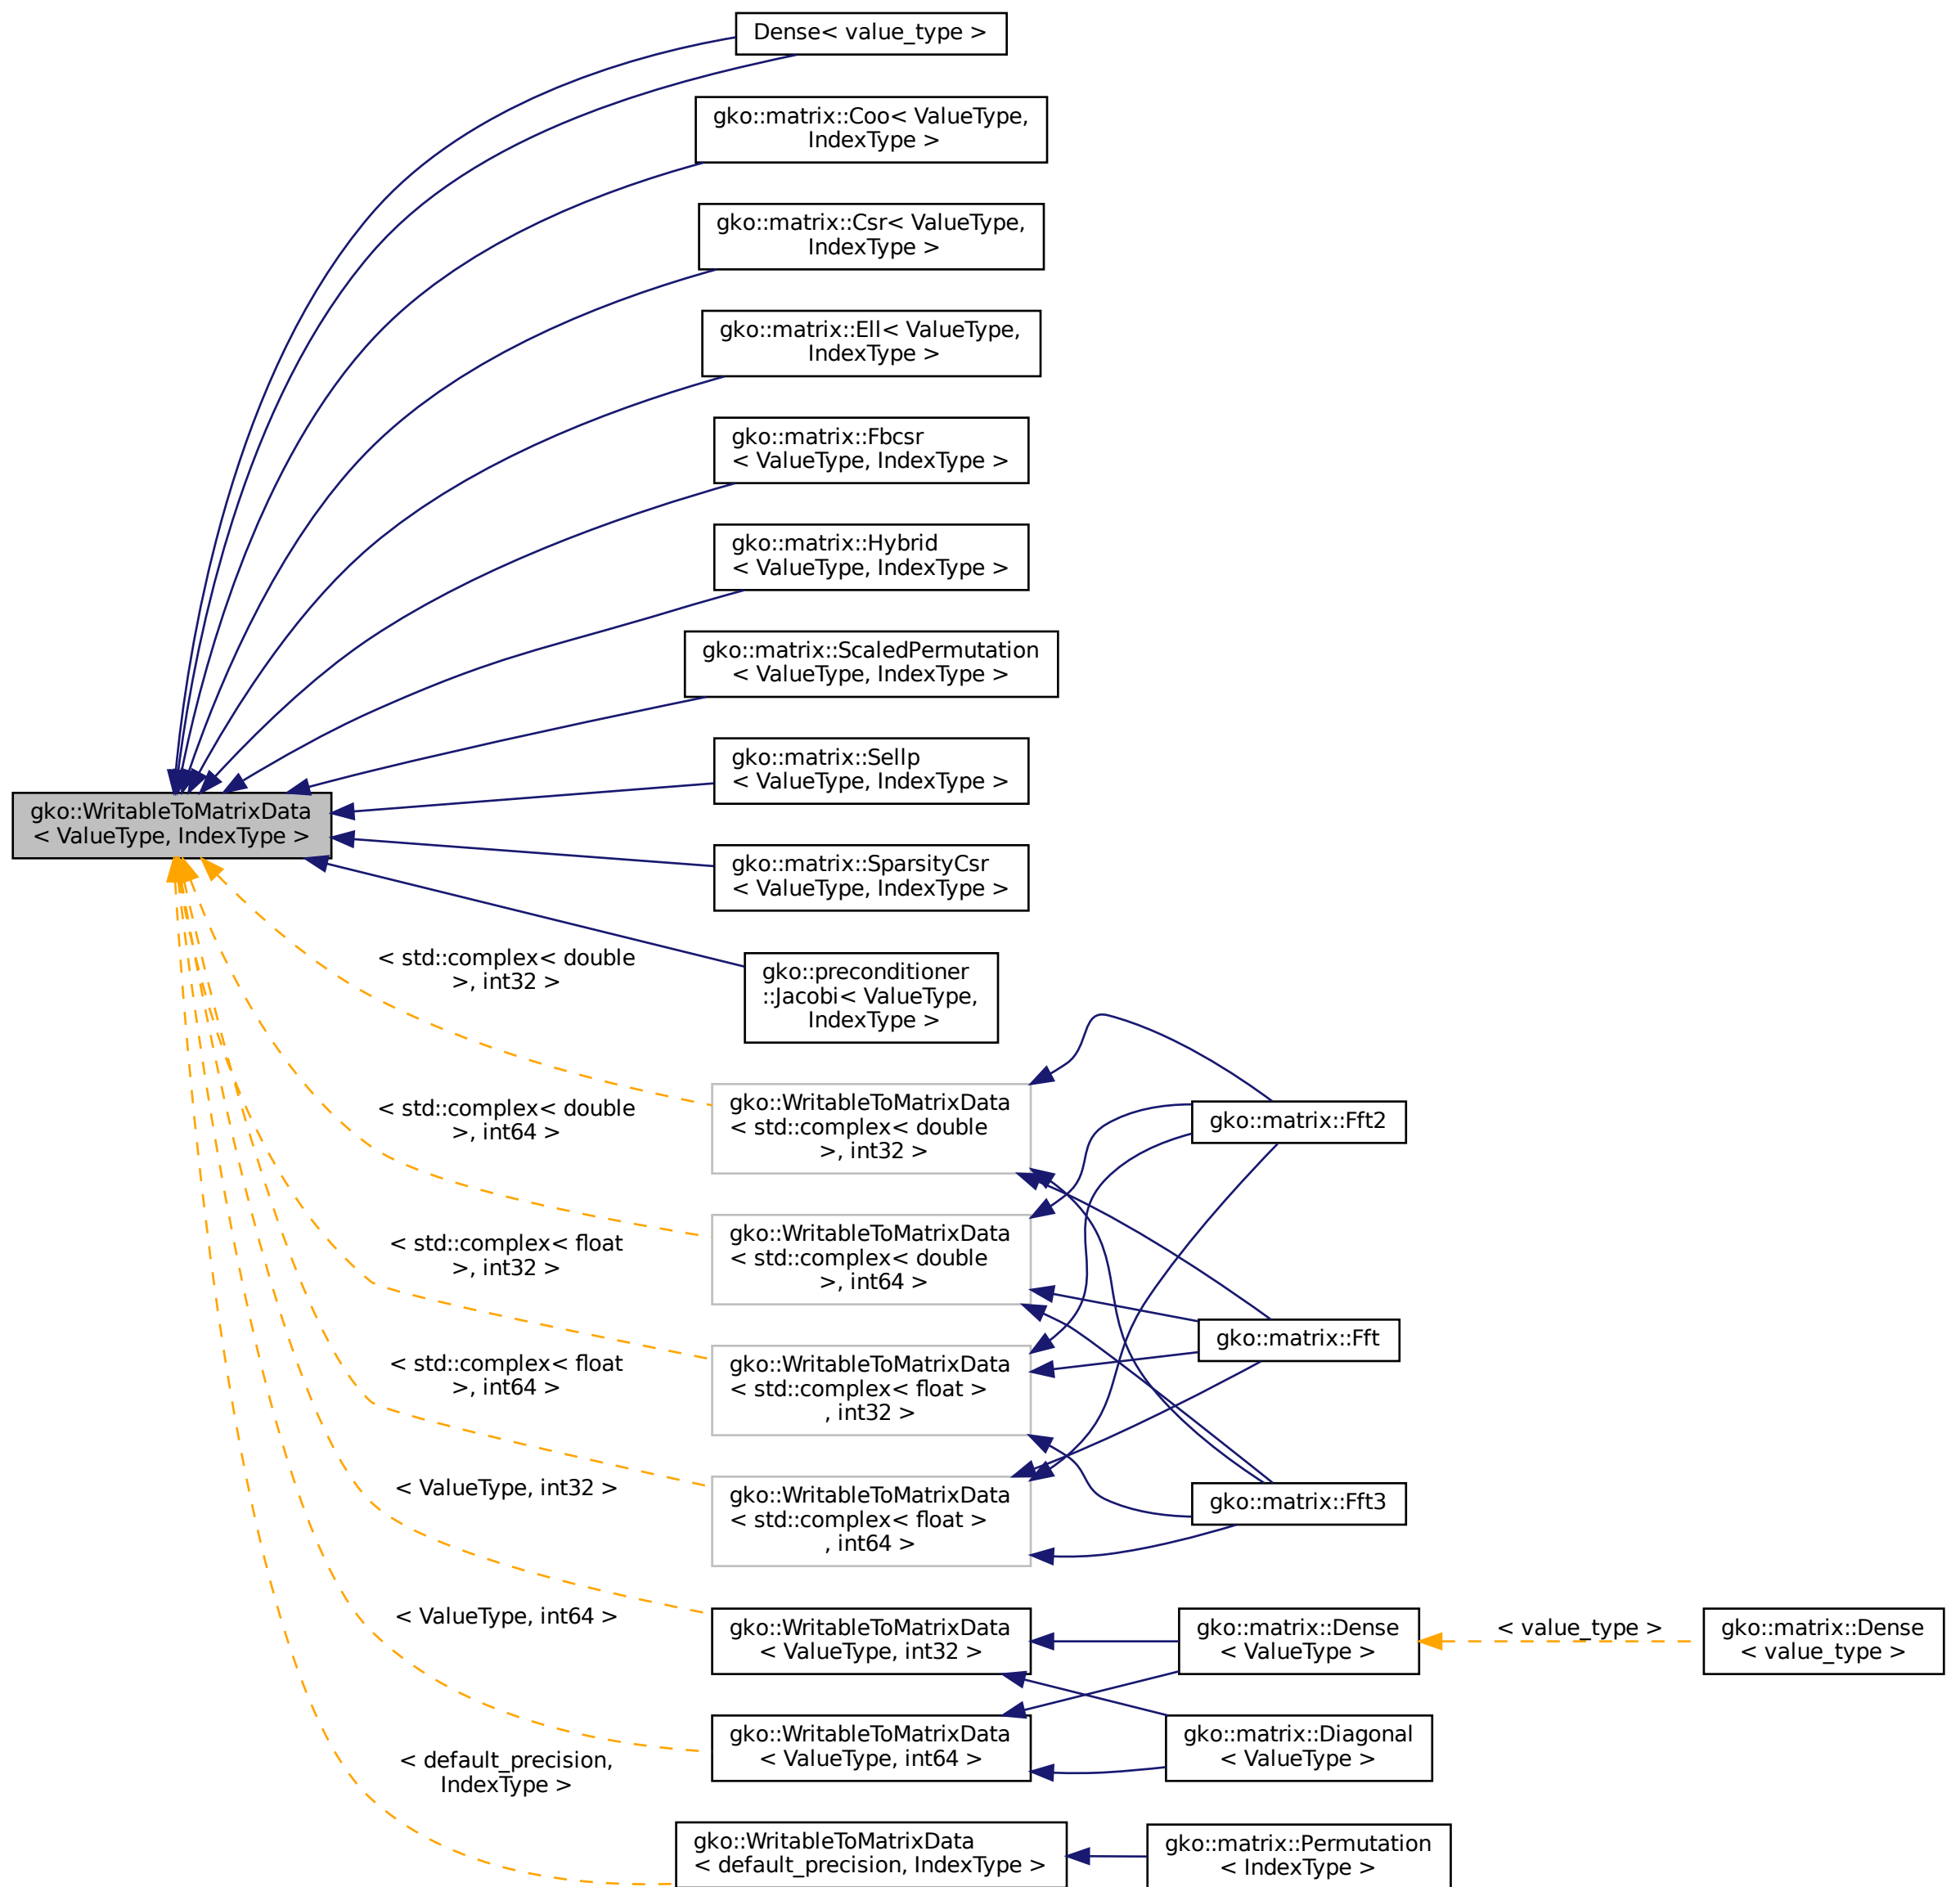 Dense< value_type >
gko::matrix::Coo< ValueType,
IndexType >
gko::matrix::Csr< ValueType,
IndexType >
gko::matrix::Ell< ValueType,
IndexType >
gko::matrix::Fbcsr
< ValueType, IndexType >
gko::matrix::Hybrid
< ValueType, IndexType >
gko::matrix::ScaledPermutation
< ValueType, IndexType >
gko::matrix::Sellp
< ValueType, IndexType >
gko::WritableToMatrixData
< ValueType, IndexType >
gko::matrix::SparsityCsr
< ValueType, IndexType >
gko::preconditioner
::Jacobi< ValueType,
IndexType >
< std::complex< double
>, int32 >
gko::WritableToMatrixData
< std::complex< double
>, int32 >
gko::matrix::Fft2
< std::complex< double
>, int64 >
gko::WritableToMatrixData
< std::complex< double
>, int64 >
gko::matrix::Fft
< std::complex< float
>, int32 >
gko::WritableToMatrixData
< std::complex< float >
, int32 >
< std::complex< float
>, int64 >
gko::WritableToMatrixData
< std::complex< float >
, int64 >
gko::matrix::Fft3
< ValueType, int32 >
gko::WritableToMatrixData
< ValueType, int32 >
gko::matrix::Dense
< ValueType >
< value_type >
gko::matrix::Dense
< value_type >
< ValueType, int64 >
gko::WritableToMatrixData
< ValueType, int64 >
gko::matrix::Diagonal
< ValueType >
< default_precision,
IndexType >
gko::WritableToMatrixData
< default_precision, IndexType >
gko::matrix::Permutation
< IndexType >